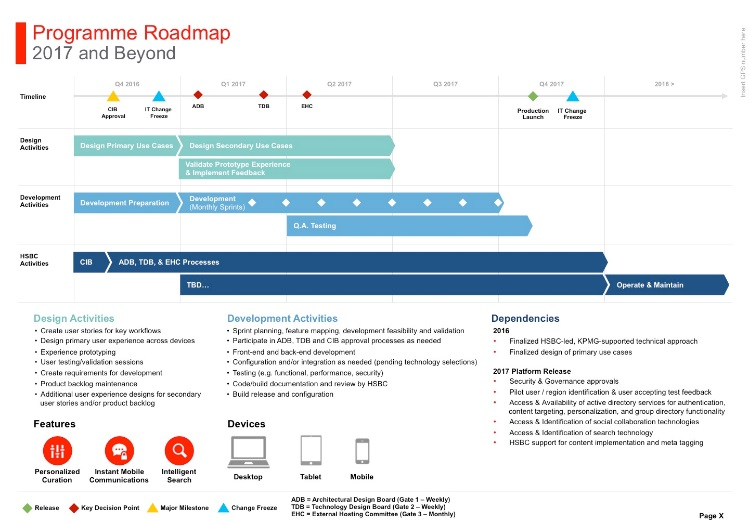 Programme Roadmap
2017 and Beyond
Insert GPS number here
Q4 2016
Q1 2017
Q2 2017
Q3 2017
Q4 2017
2018 >
Timeline
CIB Approval
IT Change Freeze
ADB
TDB
EHC
Production Launch
IT Change Freeze
Design Activities
Design Primary Use Cases
Design Secondary Use Cases
Validate Prototype Experience
& Implement Feedback
Development Activities
Development Preparation
Development
(Monthly Sprints)
Q.A. Testing
HSBC Activities
CIB
ADB, TDB, & EHC Processes
TBD...
Operate & Maintain
Design Activities
• Create user stories for key workflows
• Design primary user experience across devices
• Experience prototyping
• User testing/validation sessions
• Create requirements for development
• Product backlog maintenance
• Additional user experience designs for secondary
user stories and/or product backlog
Development Activities
• Sprint planning, feature mapping, development feasibility and validation
• Participate in ADB, TDB and CIB approval processes as needed
• Front-end and back-end development
• Configuration and/or integration as needed (pending technology selections)
• Testing (e.g. functional, performance, security)
• Code/build documentation and review by HSBC
• Build release and configuration
Dependencies
2016
• Finalized HSBC-led, KPMG-supported technical approach
• Finalized design of primary use cases
2017 Platform Release
• Security & Governance approvals
• Pilot user / region identification & user accepting test feedback
• Access & Availability of active directory services for authentication,
content targeting, personalization, and group directory functionality
• Access & Identification of social collaboration technologies
• Access & Identification of search technology
• HSBC support for content implementation and meta tagging
Features
Personalized Curation
Instant Mobile Communications
Intelligent Search
Devices
Desktop
Tablet
Mobile
Release
Key Decision Point
Major Milestone
Change Freeze
ADB = Architectural Design Board (Gate 1 – Weekly)
TDB = Technology Design Board (Gate 2 – Weekly)
EHC = External Hosting Committee (Gate 3 – Monthly)
Page X